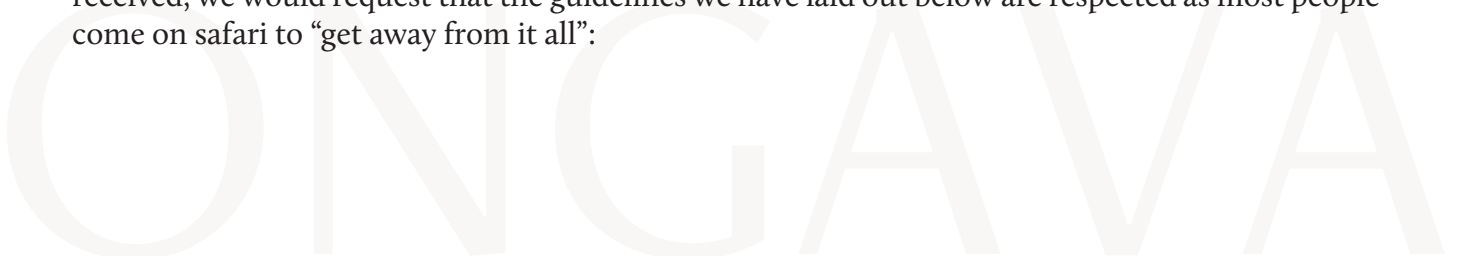 received, we would request that the guidelines we have laid out below are respected as most people
come on safari to “get away from it all”:
ONGAVA